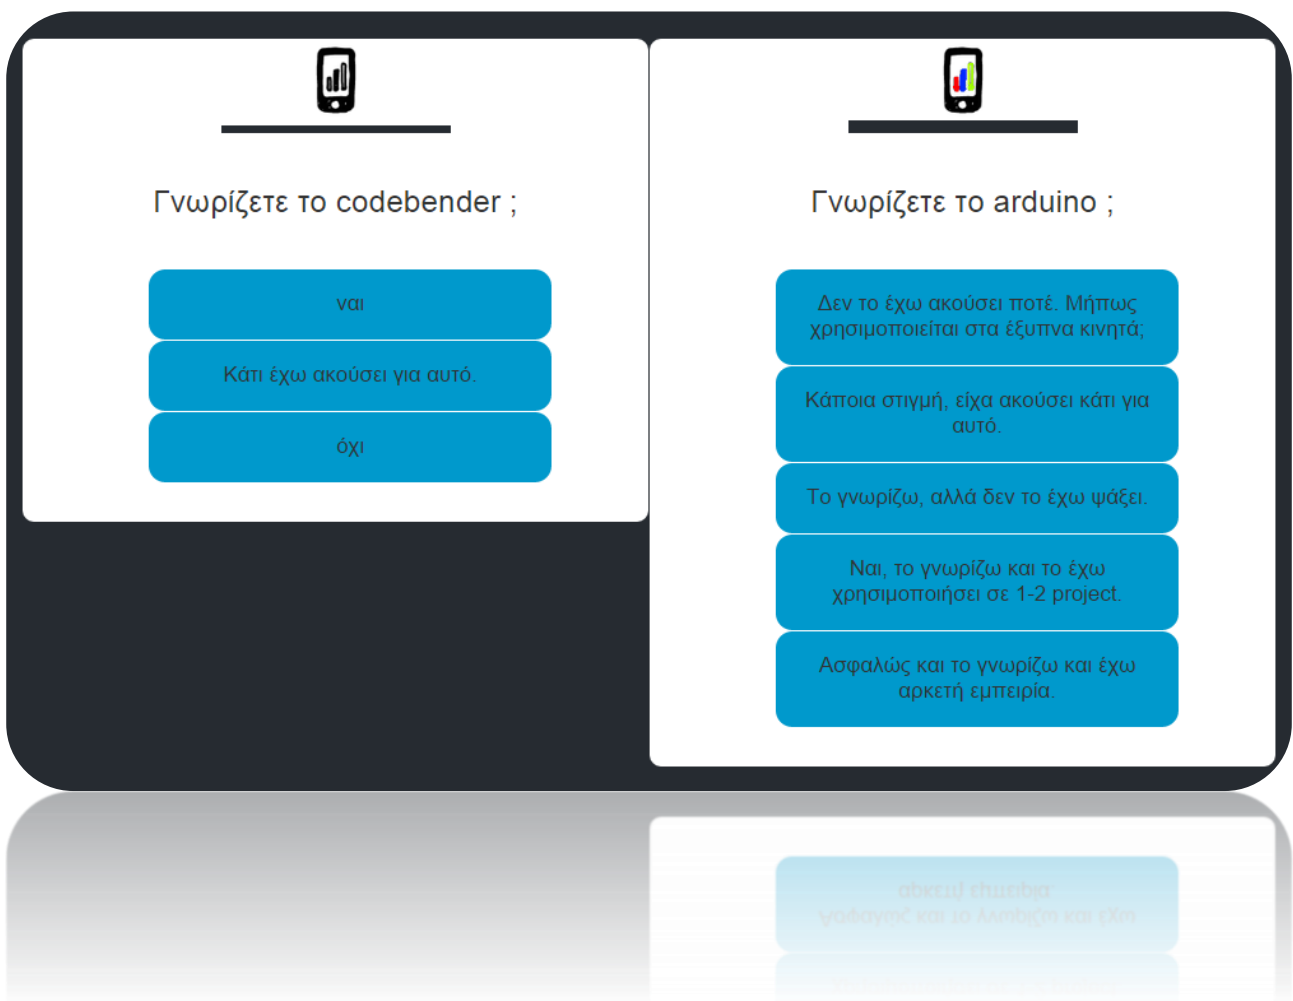 Γνωρίζετε το codebender ;
ναι
Κάτι έχω ακούσει για αυτό.
όχι
Γνωρίζετε το arduino ;
Δεν το έχω ακούσει ποτέ. Μήπως
χρησιμοποιείται στα έξυπνα κινητά;
Κάποια στιγμή, είχα ακούσει κάτι για
αυτό.
Το γνωρίζω, αλλά δεν το έχω ψάξει.
Ναι, το γνωρίζω και το έχω
χρησιμοποιήσει σε 1-2 project.
Ασφαλώς και το γνωρίζω και έχω
αρκετή εμπειρία.